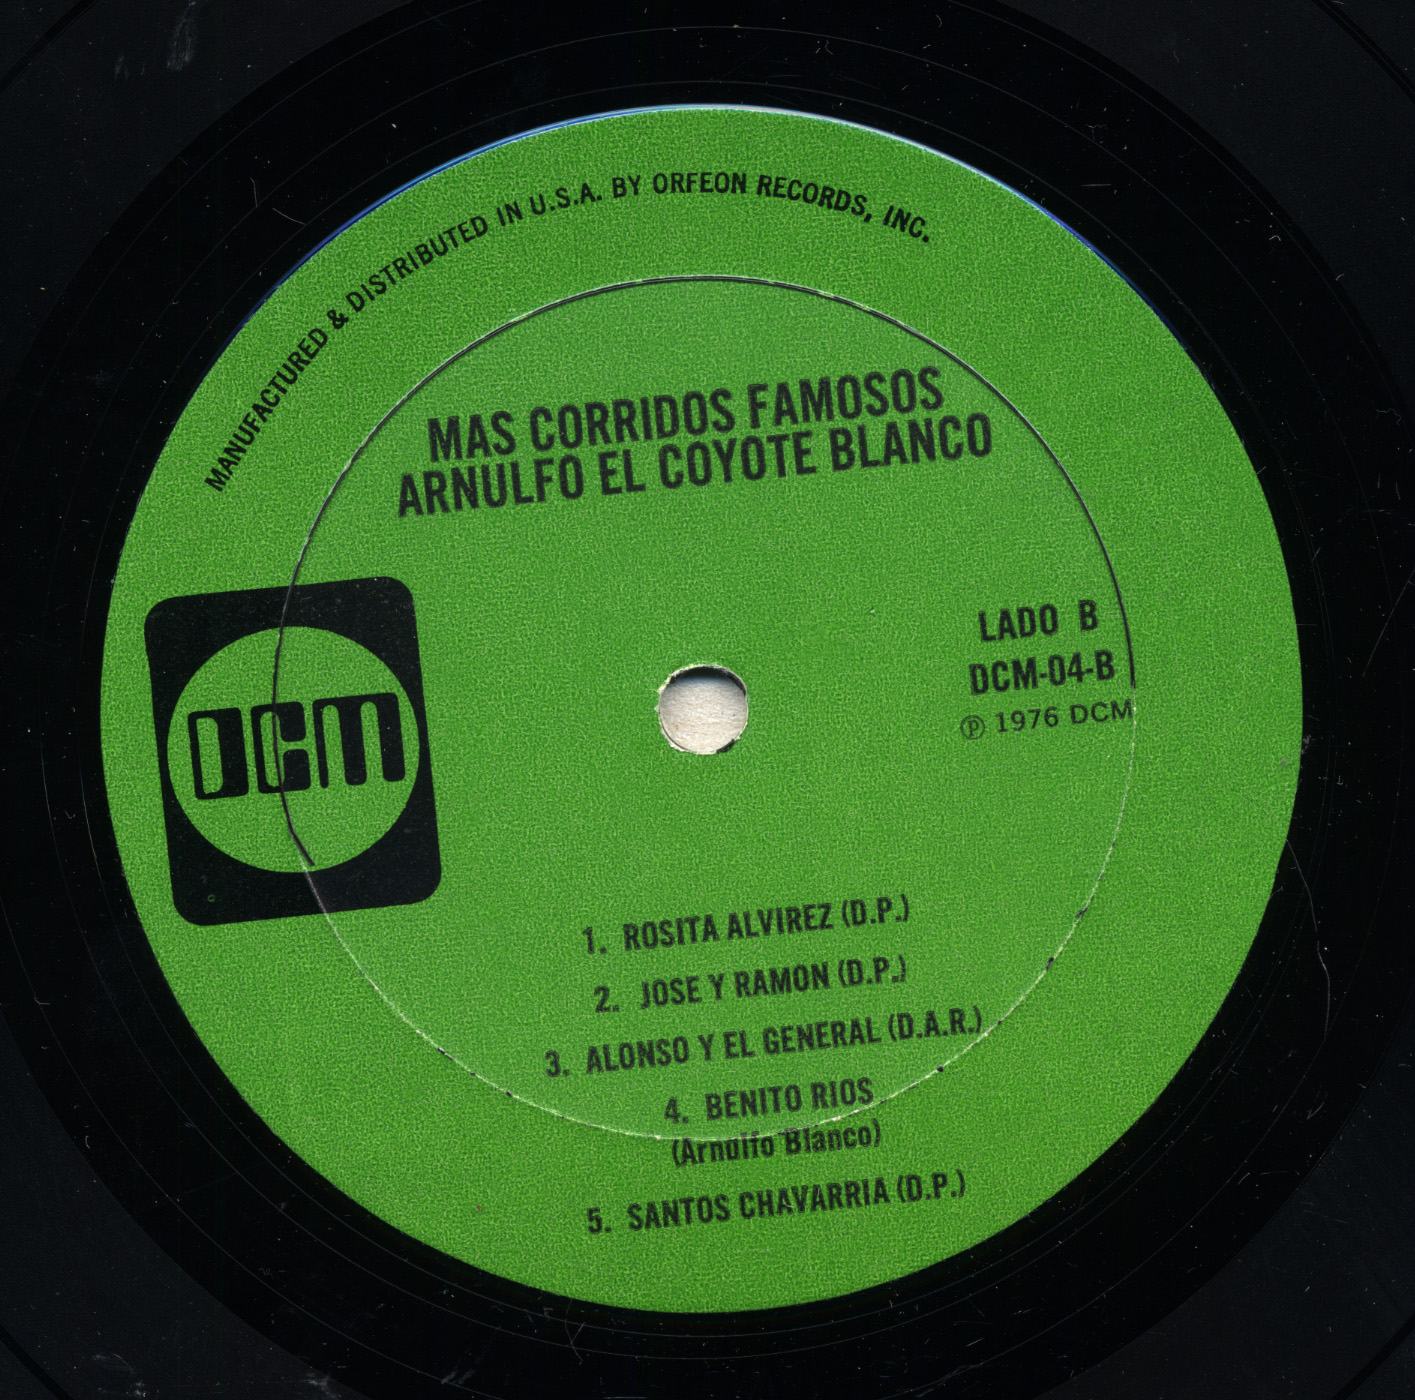 MANUFACTURED & DISTRIBUTED IN U.S.A. BY ORFEON RECORDS, INC.
MAS CORRIDOS FAMOSOS
ARNULFO EL COYOTE BLANCO
DCM
LADO B
DCM-04-B
℗ 1976 DCM
1. ROSITA ALVIREZ (D.P.)
2. JOSE Y RAMON (D.P.)
3. ALONSO Y EL GENERAL (D.A.R.)
4. BENITO RIOS
(Arnulfo Blanco)
5. SANTOS CHAVARRIA (D.P.)